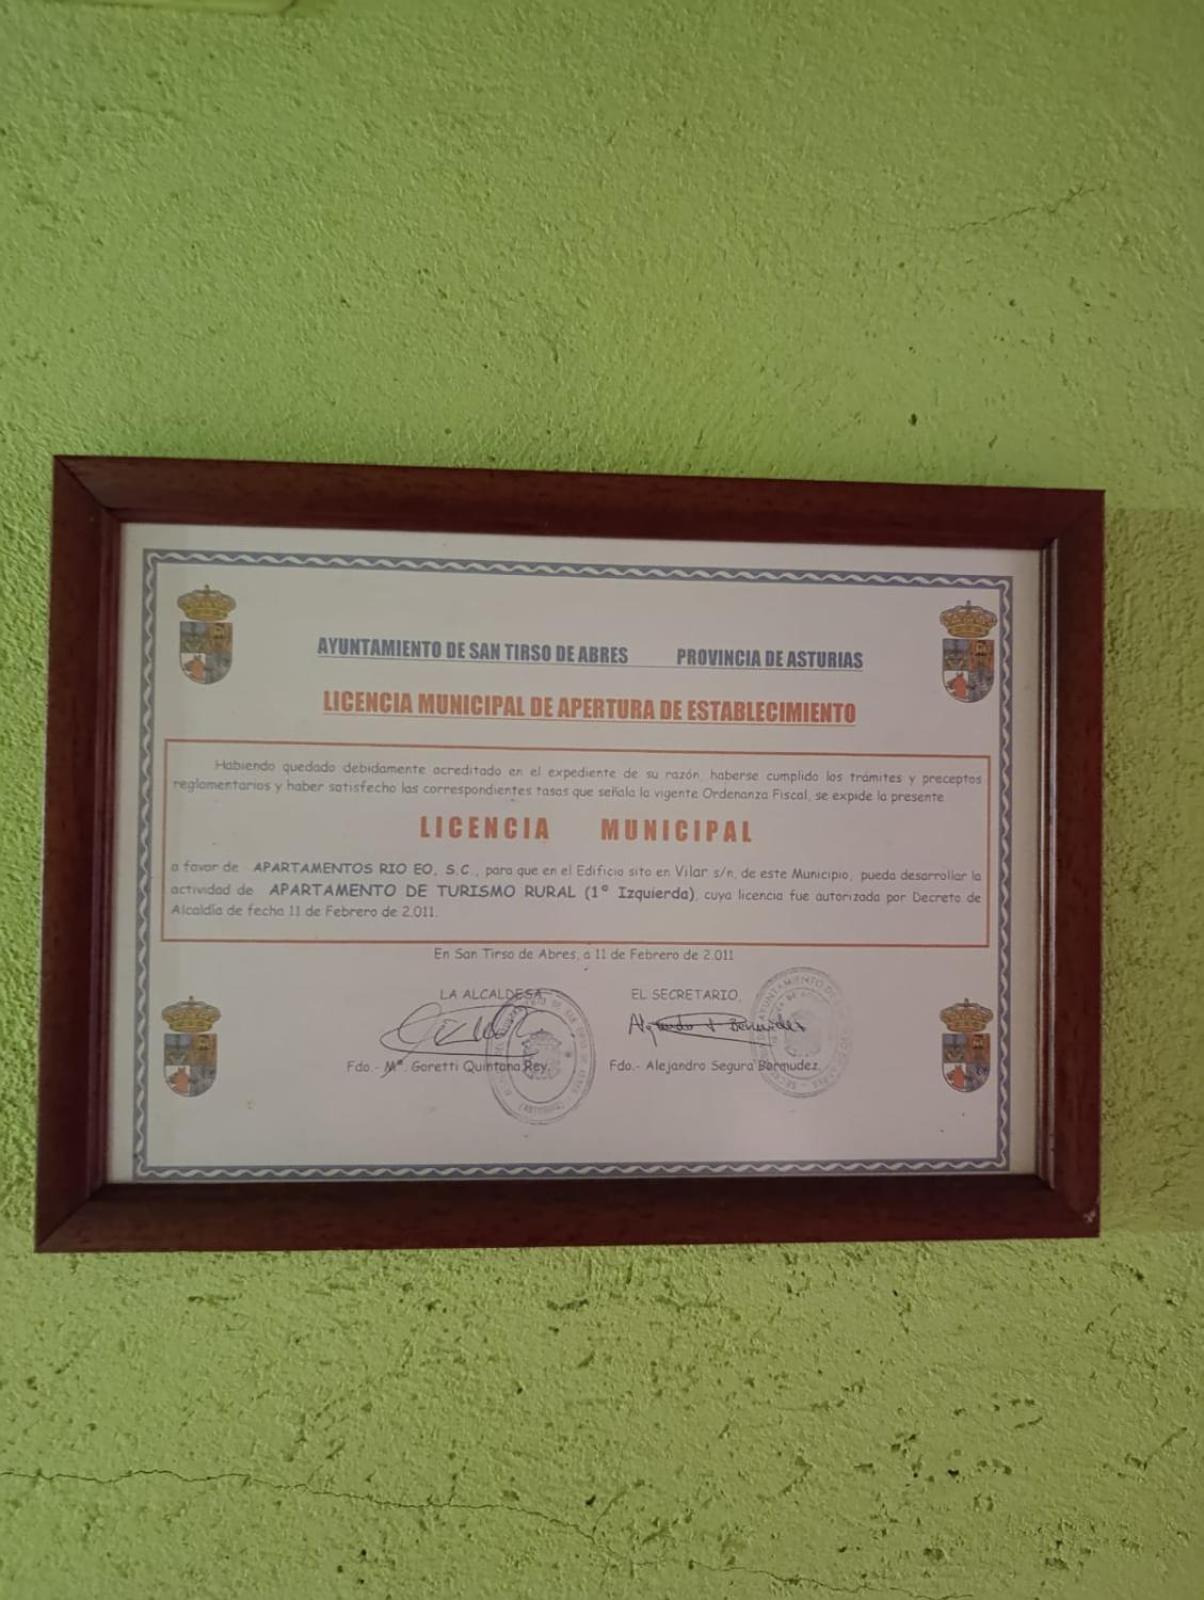 AYUNTAMIENTO DE SAN TIRSO DE ABRES PROVINCIA DE ASTURIAS
LICENCIA MUNICIPAL DE APERTURA DE ESTABLECIMIENTO
Habiendo quedado debidamente acreditado en el expediente de su razón, haberse cumplido los trámites y preceptos
reglamentarios y haber satisfecho las correspondientes tasas que señala la vigente Ordenanza Fiscal, se expide la presente
LICENCIA MUNICIPAL
a favor de APARTAMENTOS RIO EO, S.C., para que en el Edificio sito en Vilar s/n, de este Municipio, pueda desarrollar la
actividad de APARTAMENTO DE TURISMO RURAL (1º Izquierda), cuya licencia fue autorizada por Decreto de
Alcaldía de fecha 11 de Febrero de 2.011.
En San Tirso de Abres, a 11 de Febrero de 2.011
LA ALCALDESA EL SECRETARIO,
Fdo.- Mª. Goretti Quintana Rey. Fdo.- Alejandro Segura Bermudez.